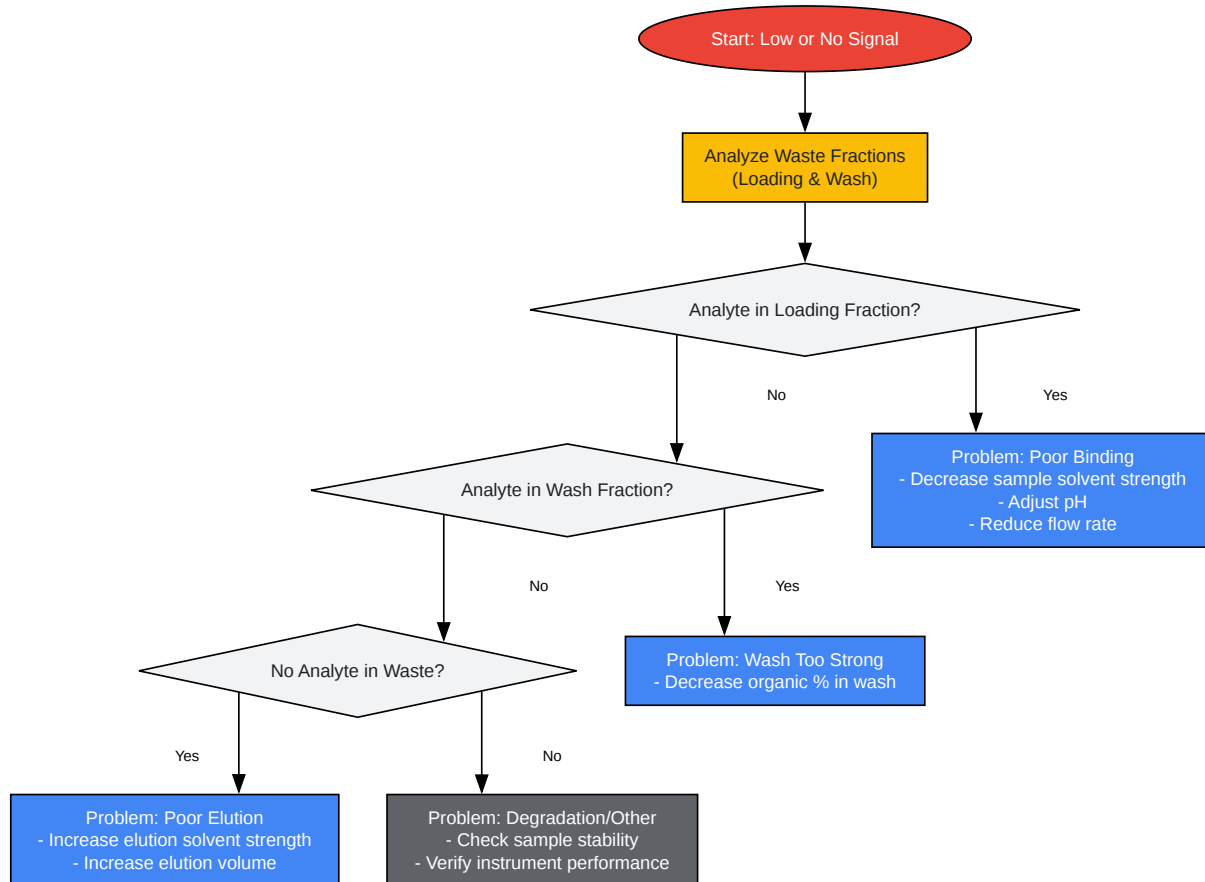 Start: Low or No Signal
Analyze Waste Fractions
(Loading & Wash)
Analyte in Loading Fraction?
No
Yes
Problem: Poor Binding
- Decrease sample solvent strength
- Adjust pH
- Reduce flow rate
Analyte in Wash Fraction?
No
Yes
Problem: Wash Too Strong
- Decrease organic % in wash
No Analyte in Waste?
Yes
No
Problem: Poor Elution
- Increase elution solvent strength
- Increase elution volume
Problem: Degradation/Other
- Check sample stability
- Verify instrument performance